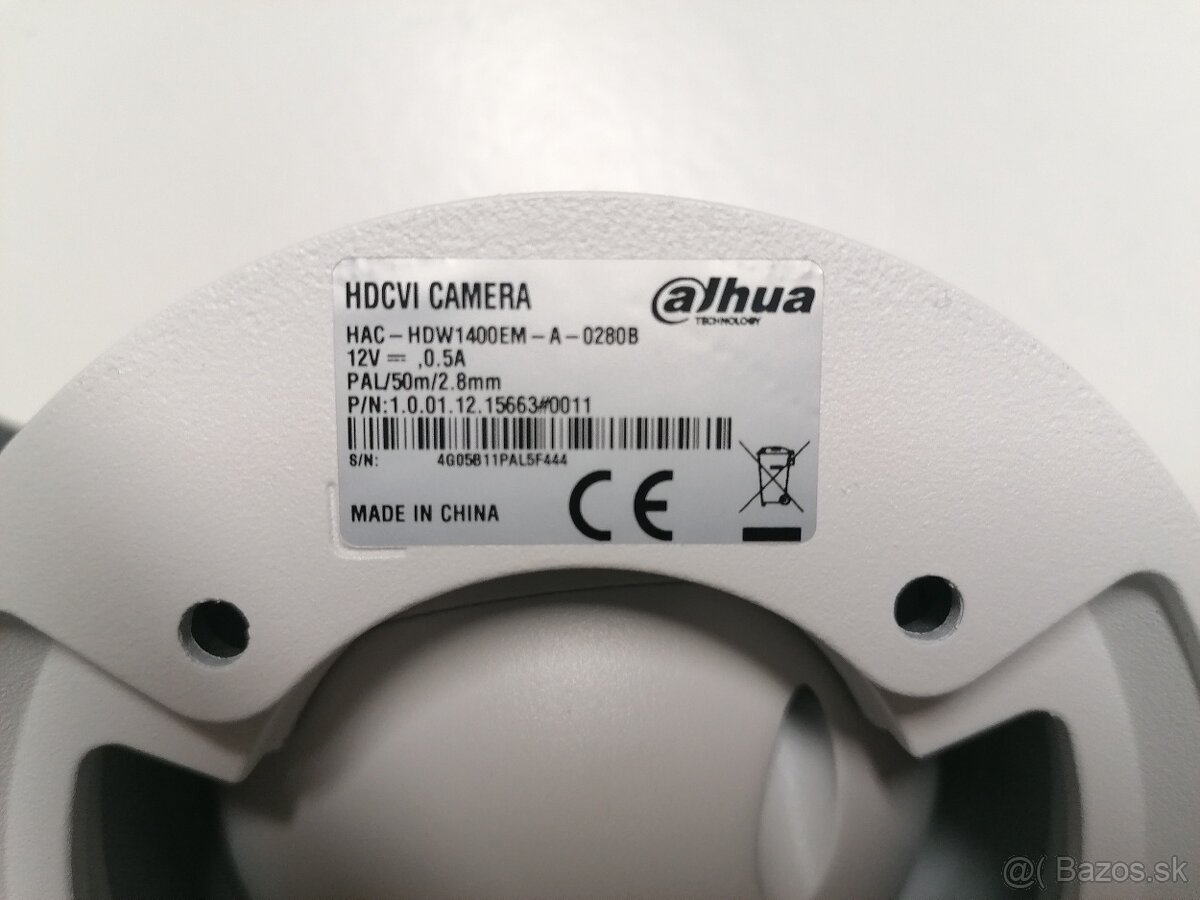 HDCVI CAMERA
alhua
TECHNOLOGY
HAC-HDW1400EM-A-0280B
12V⎓,0.5A
PAL/50m/2.8mm
P/N:1.0.01.12.15663#0011
S/N: 4G05B11PAL5F444
MADE IN CHINA
CE
@( Bazos.sk